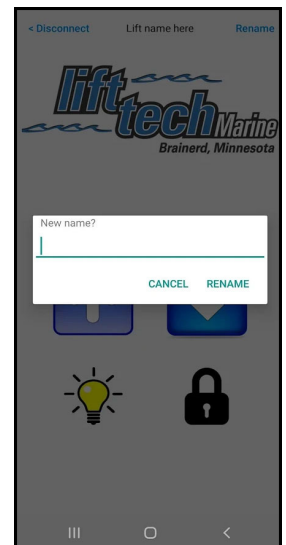 < Disconnect Lift name here Rename
lift
tech Marine
Brainerd, Minnesota
New name?
CANCEL RENAME